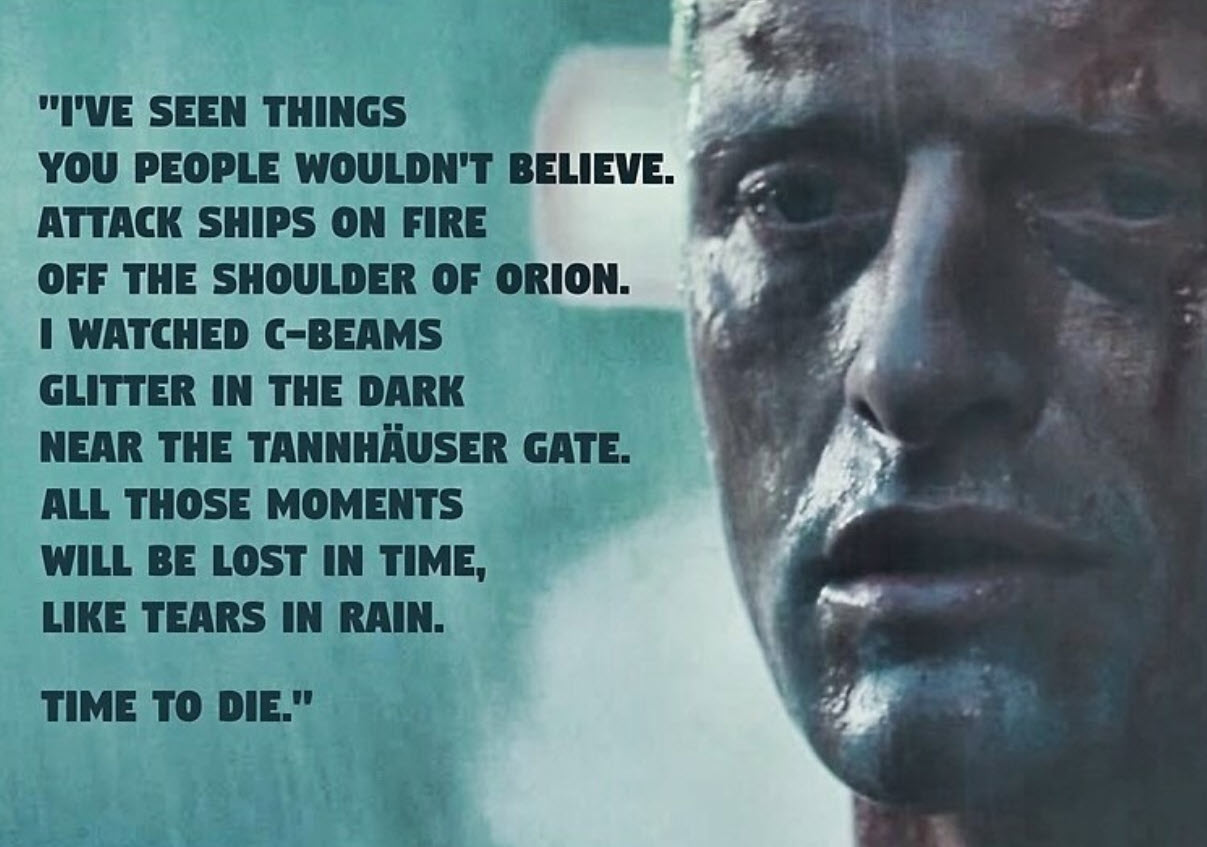 "I'VE SEEN THINGS
YOU PEOPLE WOULDN'T BELIEVE.
ATTACK SHIPS ON FIRE
OFF THE SHOULDER OF ORION.
I WATCHED C-BEAMS
GLITTER IN THE DARK
NEAR THE TANNHÄUSER GATE.
ALL THOSE MOMENTS
WILL BE LOST IN TIME,
LIKE TEARS IN RAIN.
TIME TO DIE."